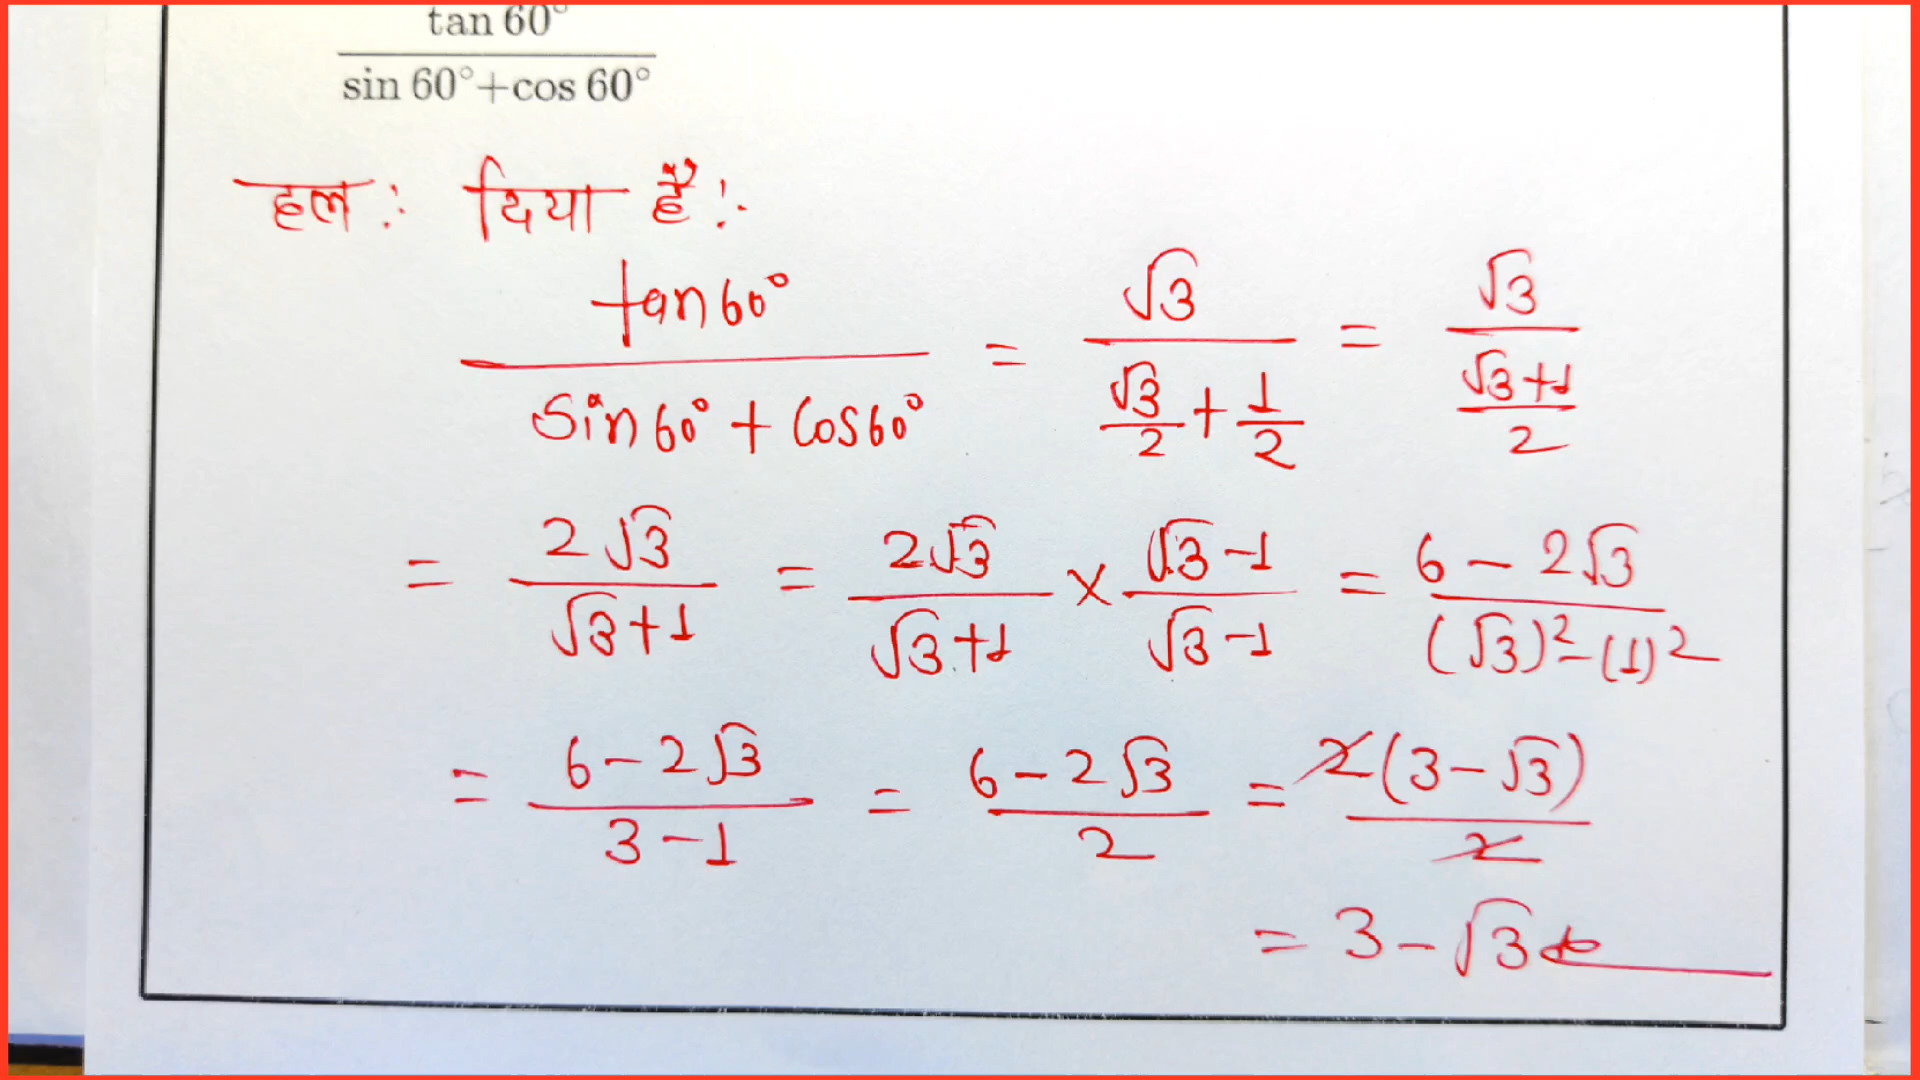 tan 60°
sin 60°+cos 60°
हल : दिया है :-
tan 60° / (Sin 60° + Cos 60°) = √3 / (√3/2 + 1/2) = √3 / ((√3+1)/2)
= 2√3 / (√3+1) = 2√3 / (√3+1) × (√3-1) / (√3-1) = (6 - 2√3) / ((√3)² - (1)²)
= (6-2√3) / (3-1) = (6-2√3) / 2 = 2(3-√3) / 2
= 3-√3